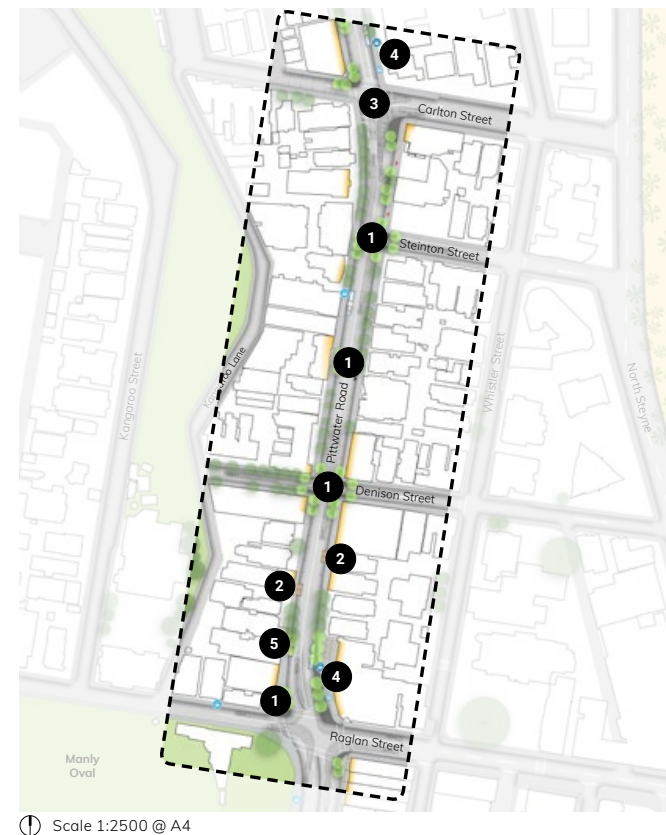 4
3
Carlton Street
1
Steinton Street
1
Kangaroo Lane
Kangaroo Street
Whistler Street
North Steyne
Pittwater Road
1
Denison Street
2
2
5
4
1
Raglan Street
Manly
Oval
Scale 1:2500 @ A4